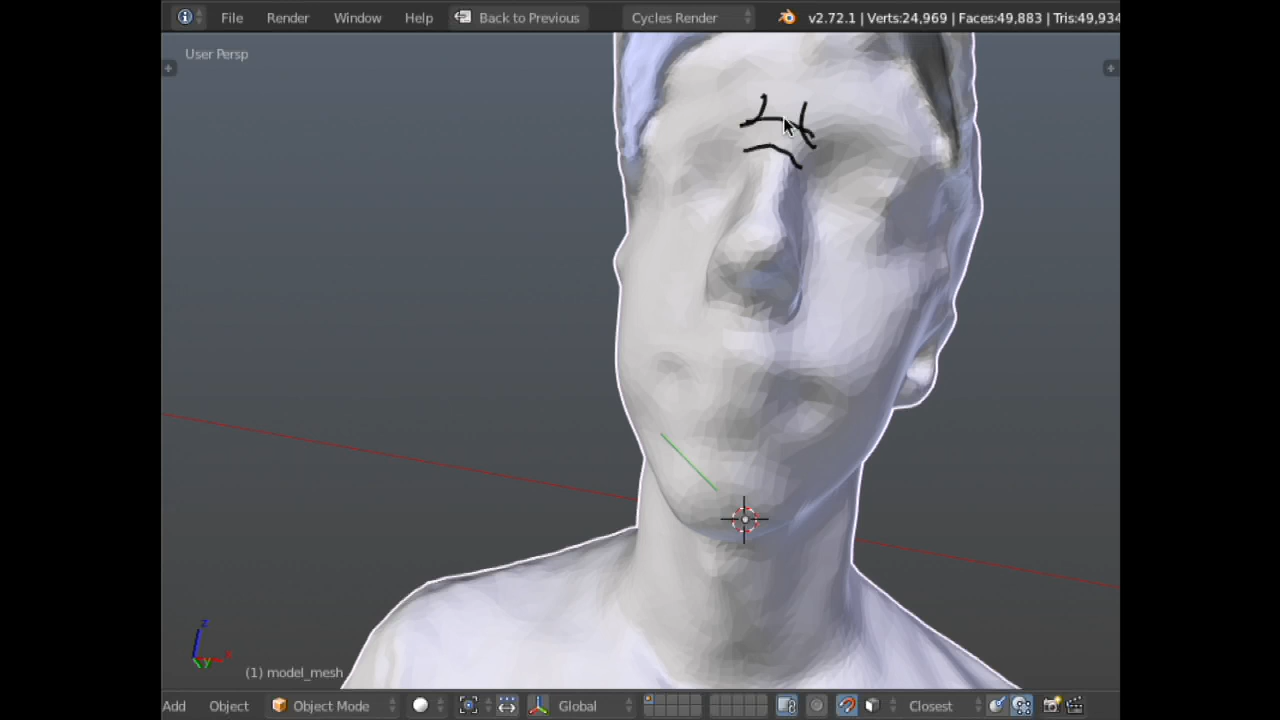 File Render Window Help Back to Previous Cycles Render v2.72.1 | Verts:24,969 | Faces:49,883 | Tris:49,934
User Persp
z
x
y
(1) model_mesh
Add Object Object Mode Global Closest